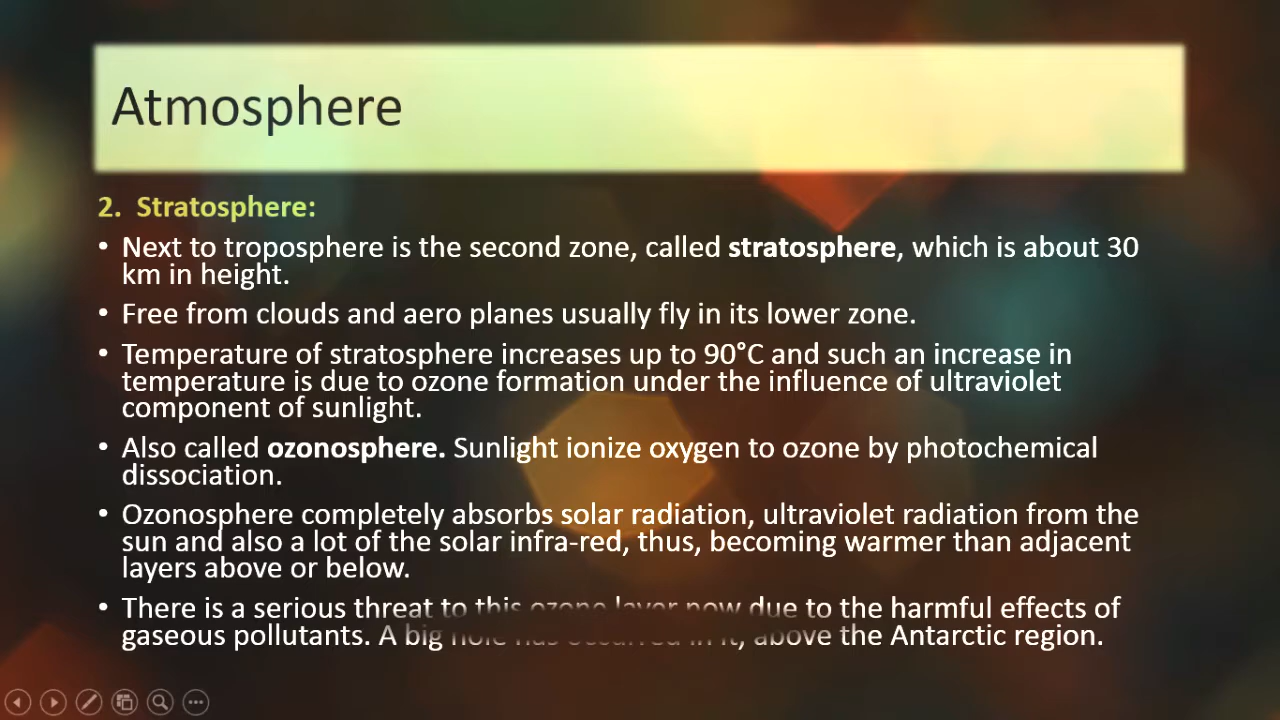 Atmosphere
2. Stratosphere:
• Next to troposphere is the second zone, called stratosphere, which is about 30
km in height.
• Free from clouds and aero planes usually fly in its lower zone.
• Temperature of stratosphere increases up to 90°C and such an increase in
temperature is due to ozone formation under the influence of ultraviolet
component of sunlight.
• Also called ozonosphere. Sunlight ionize oxygen to ozone by photochemical
dissociation.
• Ozonosphere completely absorbs solar radiation, ultraviolet radiation from the
sun and also a lot of the solar infra-red, thus, becoming warmer than adjacent
layers above or below.
• There is a serious threat to this ozone layer now due to the harmful effects of
gaseous pollutants. A big hole has occurred in it, above the Antarctic region.